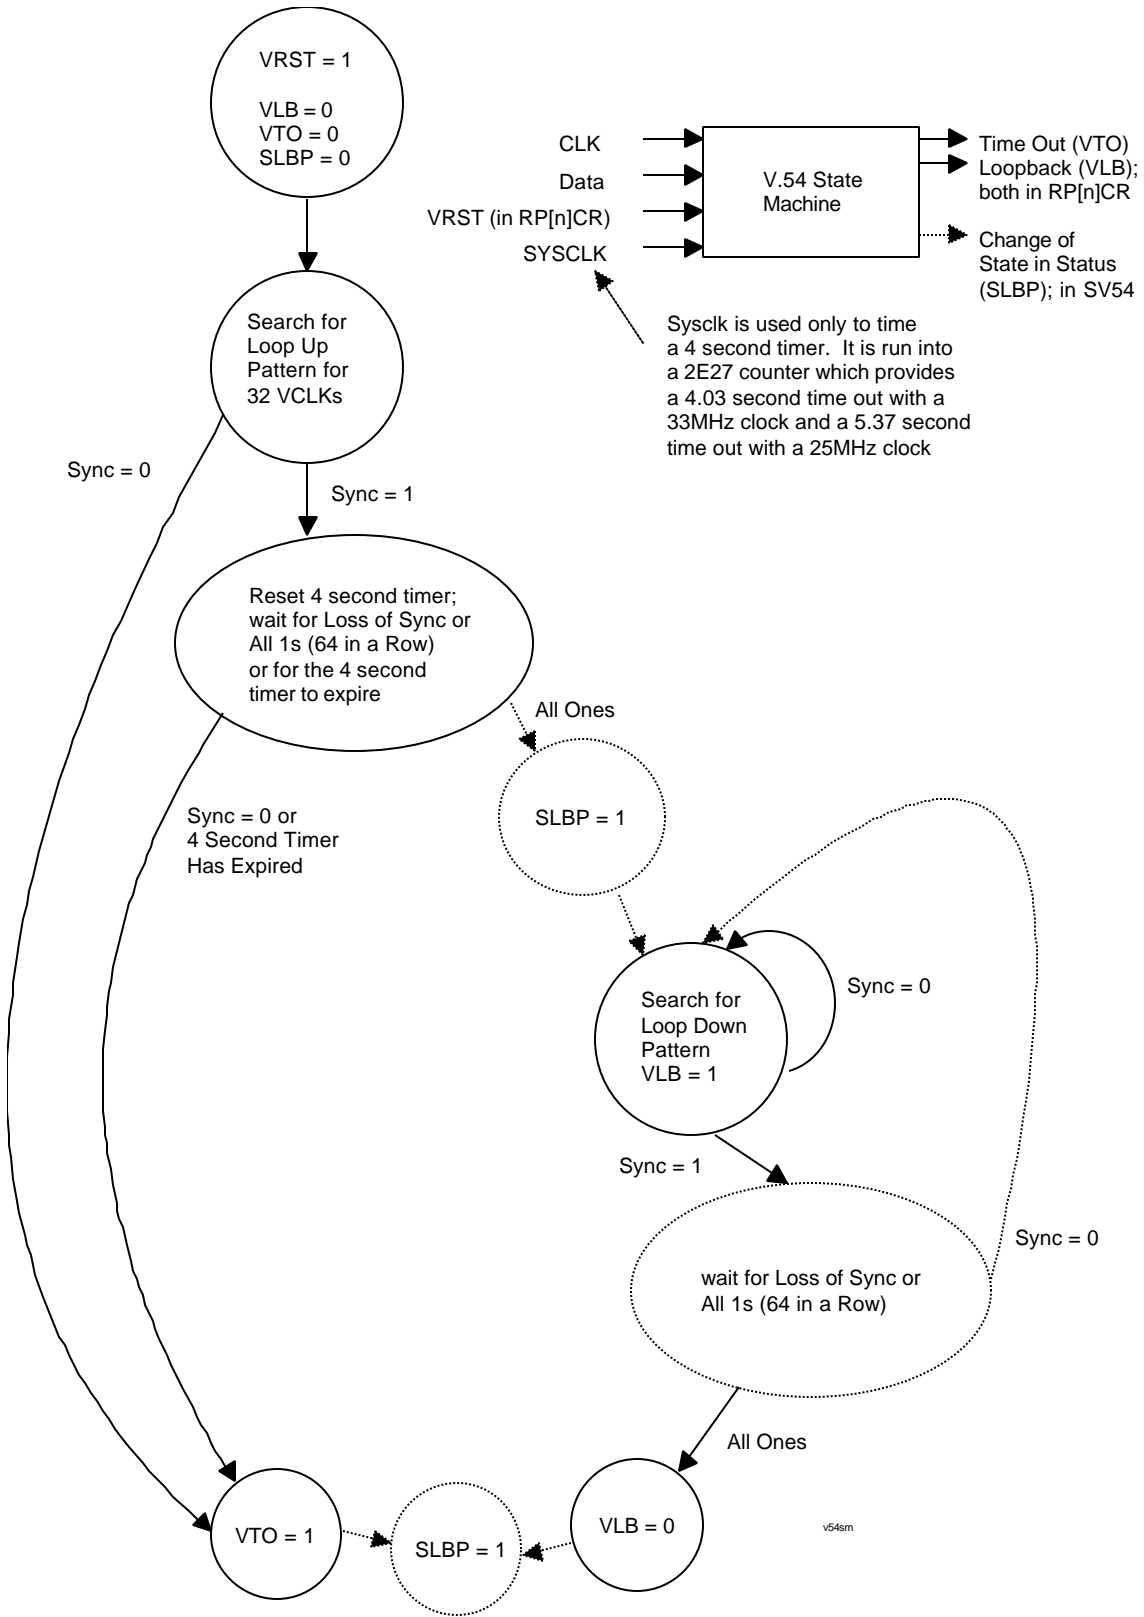 VRST = 1
VLB = 0
VTO = 0
SLBP = 0
CLK
Data
VRST (in RP[n]CR)
SYSCLK
V.54 State
Machine
Time Out (VTO)
Loopback (VLB);
both in RP[n]CR
Change of
State in Status
(SLBP); in SV54
Sysclk is used only to time
a 4 second timer. It is run into
a 2E27 counter which provides
a 4.03 second time out with a
33MHz clock and a 5.37 second
time out with a 25MHz clock
Search for
Loop Up
Pattern for
32 VCLKs
Sync = 0
Sync = 1
Reset 4 second timer;
wait for Loss of Sync or
All 1s (64 in a Row)
or for the 4 second
timer to expire
All Ones
Sync = 0 or
4 Second Timer
Has Expired
SLBP = 1
Search for
Loop Down
Pattern
VLB = 1
Sync = 0
Sync = 1
wait for Loss of Sync or
All 1s (64 in a Row)
Sync = 0
All Ones
VTO = 1
SLBP = 1
VLB = 0
v54sm